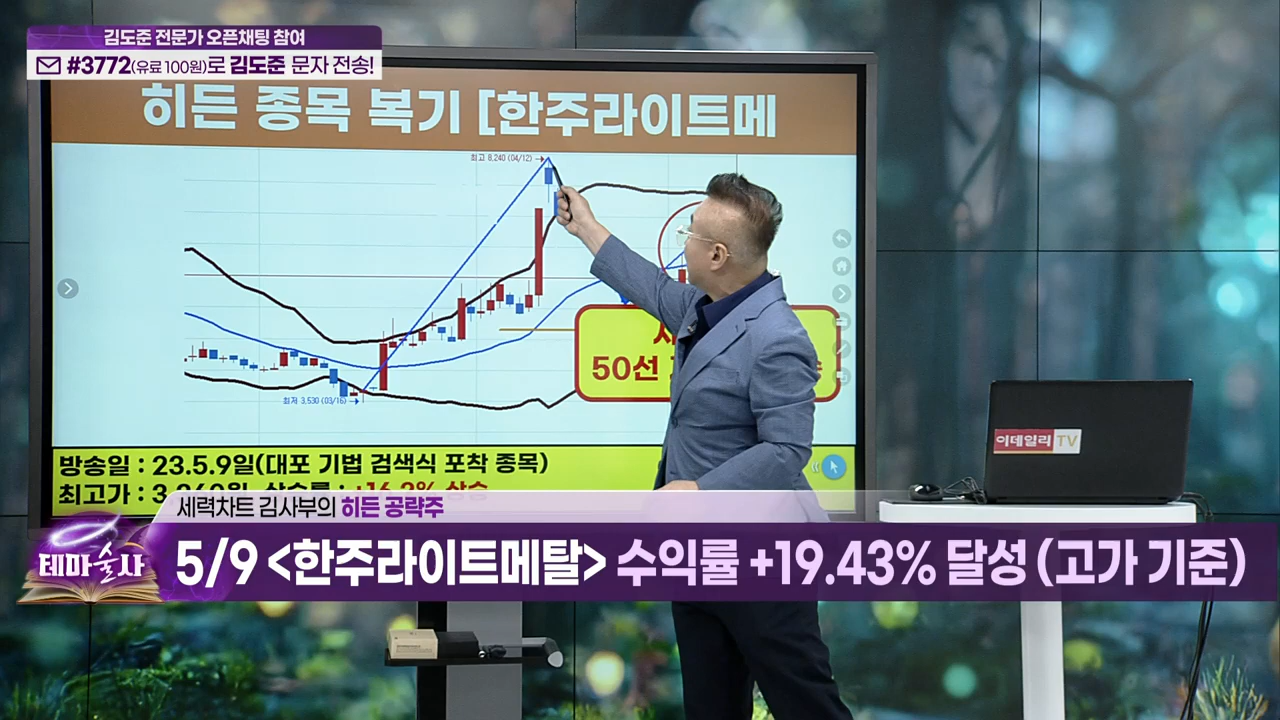 김도준 전문가 오픈채팅 참여
#3772(유료 100원)로 김도준 문자 전송!
히든 종목 복기 [한주라이트메
최고 8,240 (04/12)
50선
최저 3,530 (03/16)
방송일 : 23.5.9일(대포 기법 검색식 포착 종목)
최고가 :
이데일리 TV
세력차트 김사부의 히든 공략주
테마술사
5/9 <한주라이트메탈> 수익률 +19.43% 달성 (고가 기준)